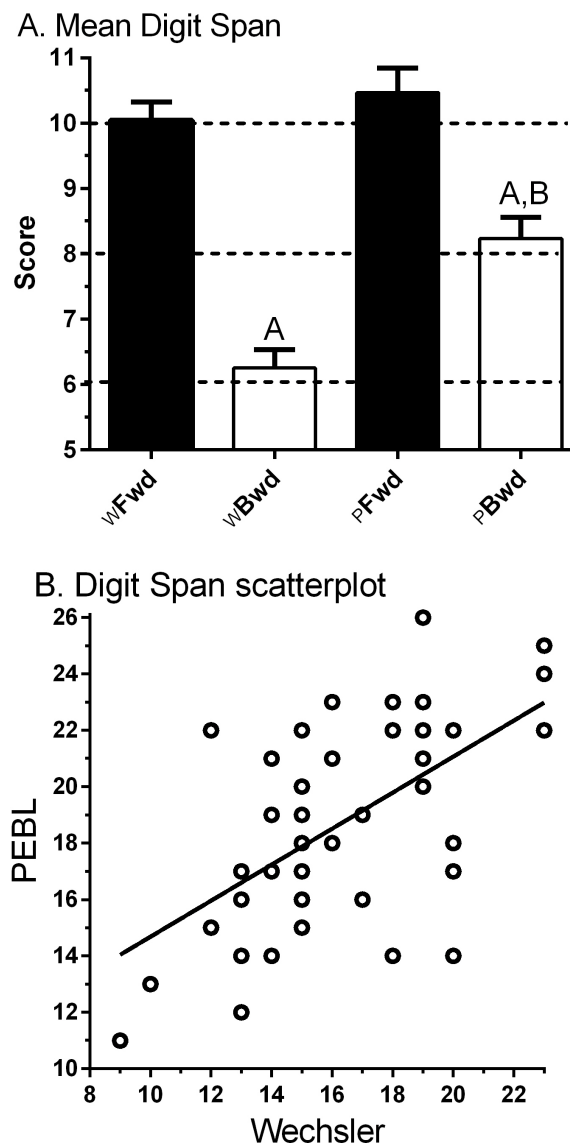 A. Mean Digit Span
11
10
9
8
7
6
5
Score
A
A,B
WFwd
WBwd
PFwd
PBwd
B. Digit Span scatterplot
26
24
22
20
18
16
14
12
10
PEBL
8 10 12 14 16 18 20 22
Wechsler